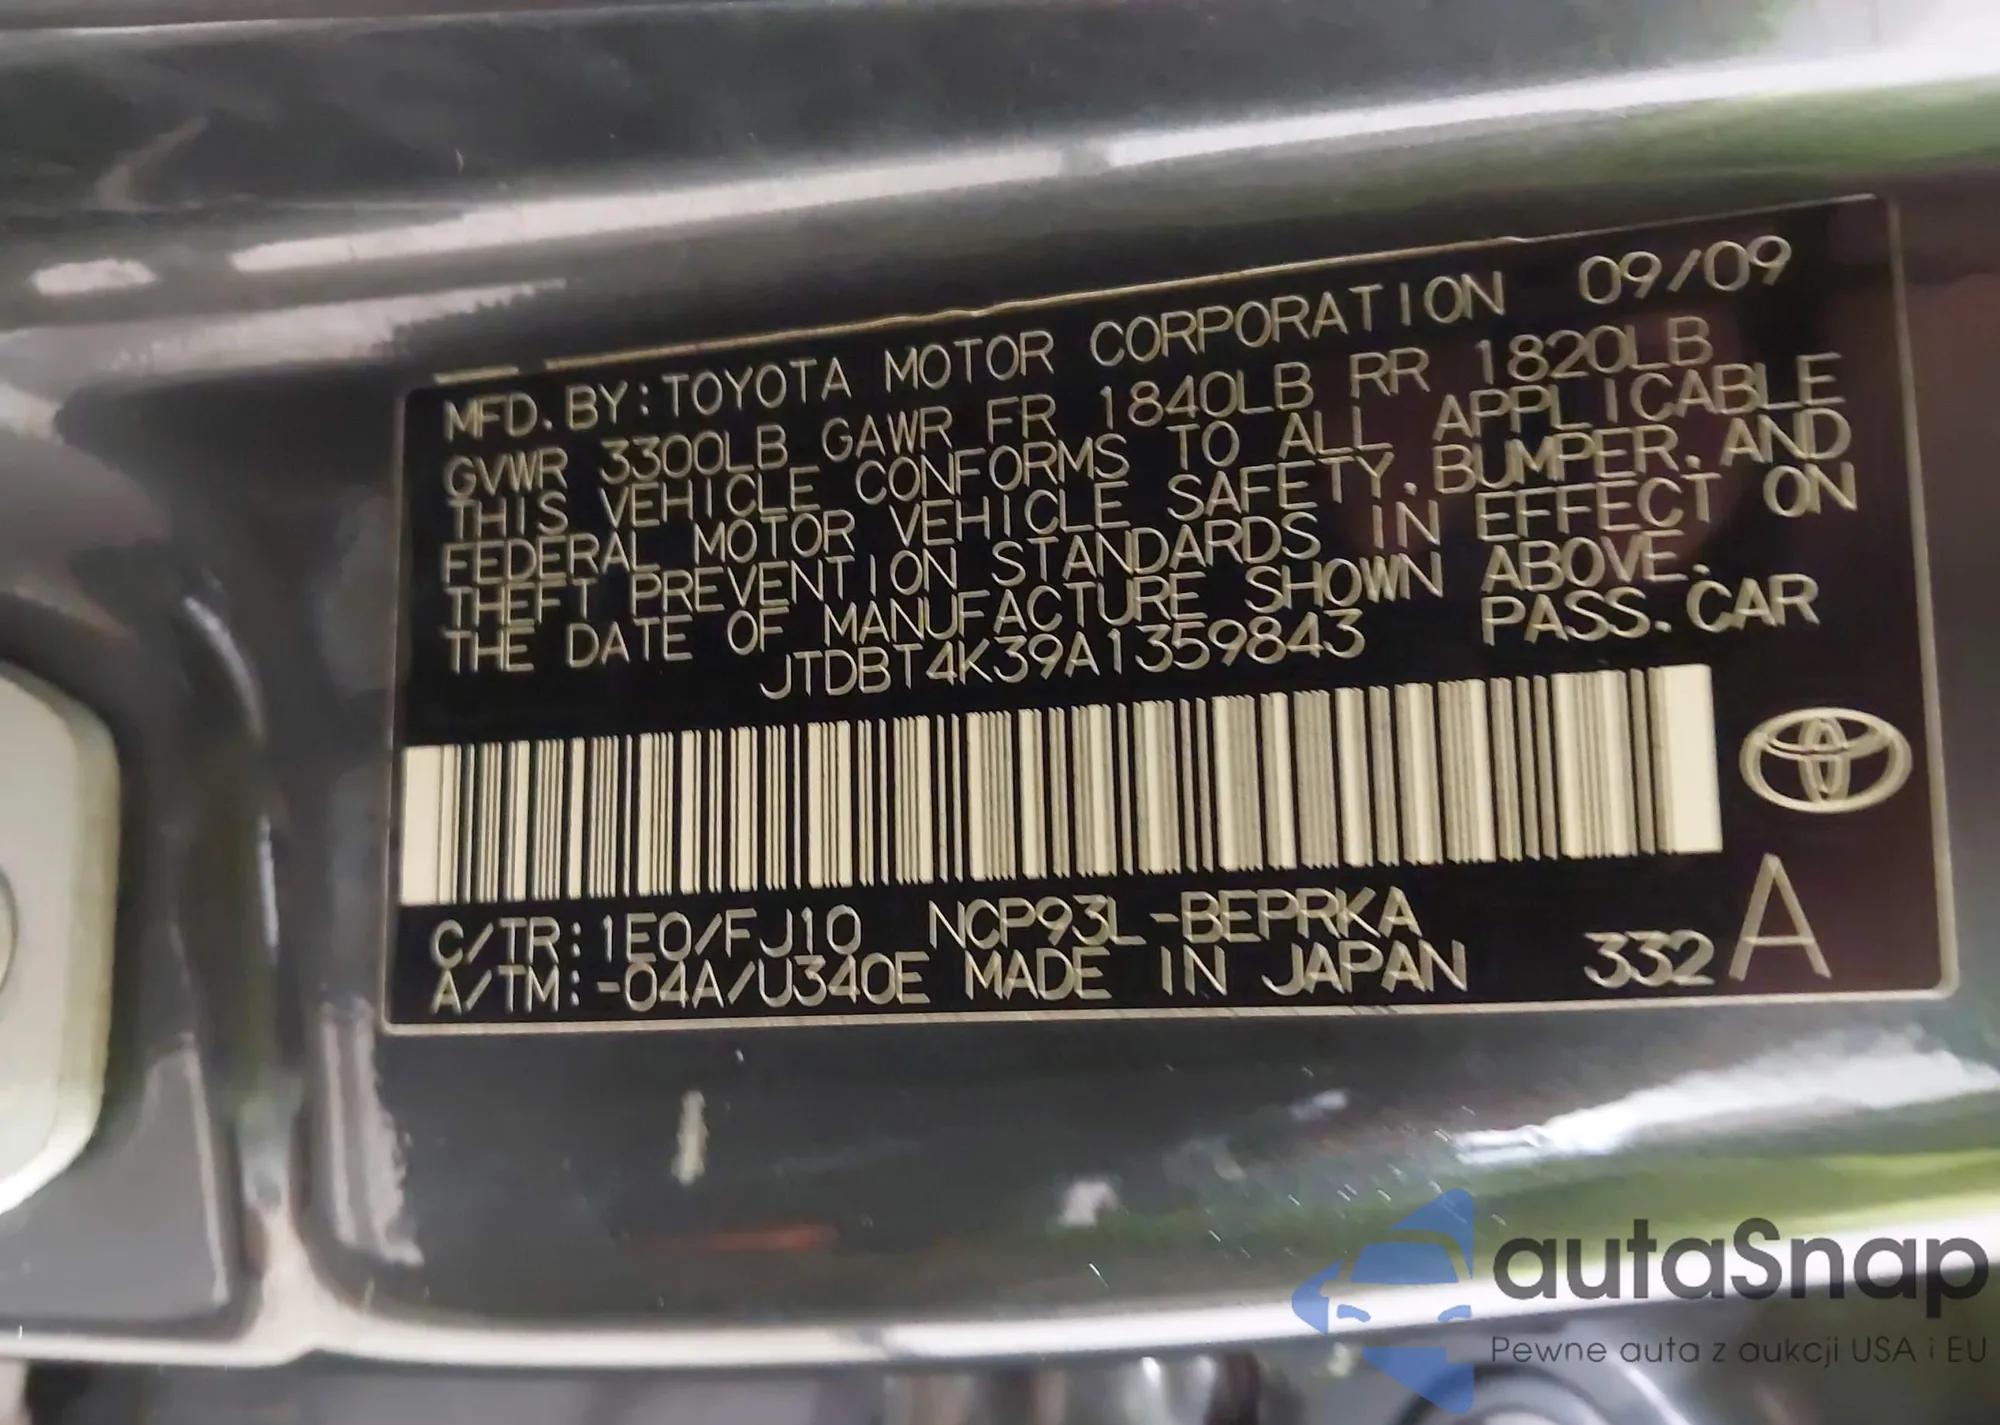 MFD. BY: TOYOTA MOTOR CORPORATION 09/09
GVWR 3300LB GAWR FR 1840LB RR 1820LB
THIS VEHICLE CONFORMS TO ALL APPLICABLE
FEDERAL MOTOR VEHICLE SAFETY, BUMPER, AND
THEFT PREVENTION STANDARDS IN EFFECT ON
THE DATE OF MANUFACTURE SHOWN ABOVE.
JTDBT4K39A1359843 PASS. CAR
C/TR: 1E0/FJ10 NCP93L-BEPRKA
A/TM: -04A/U340E MADE IN JAPAN 332 A
autaSnap
Pewne auta z aukcji USA i EU